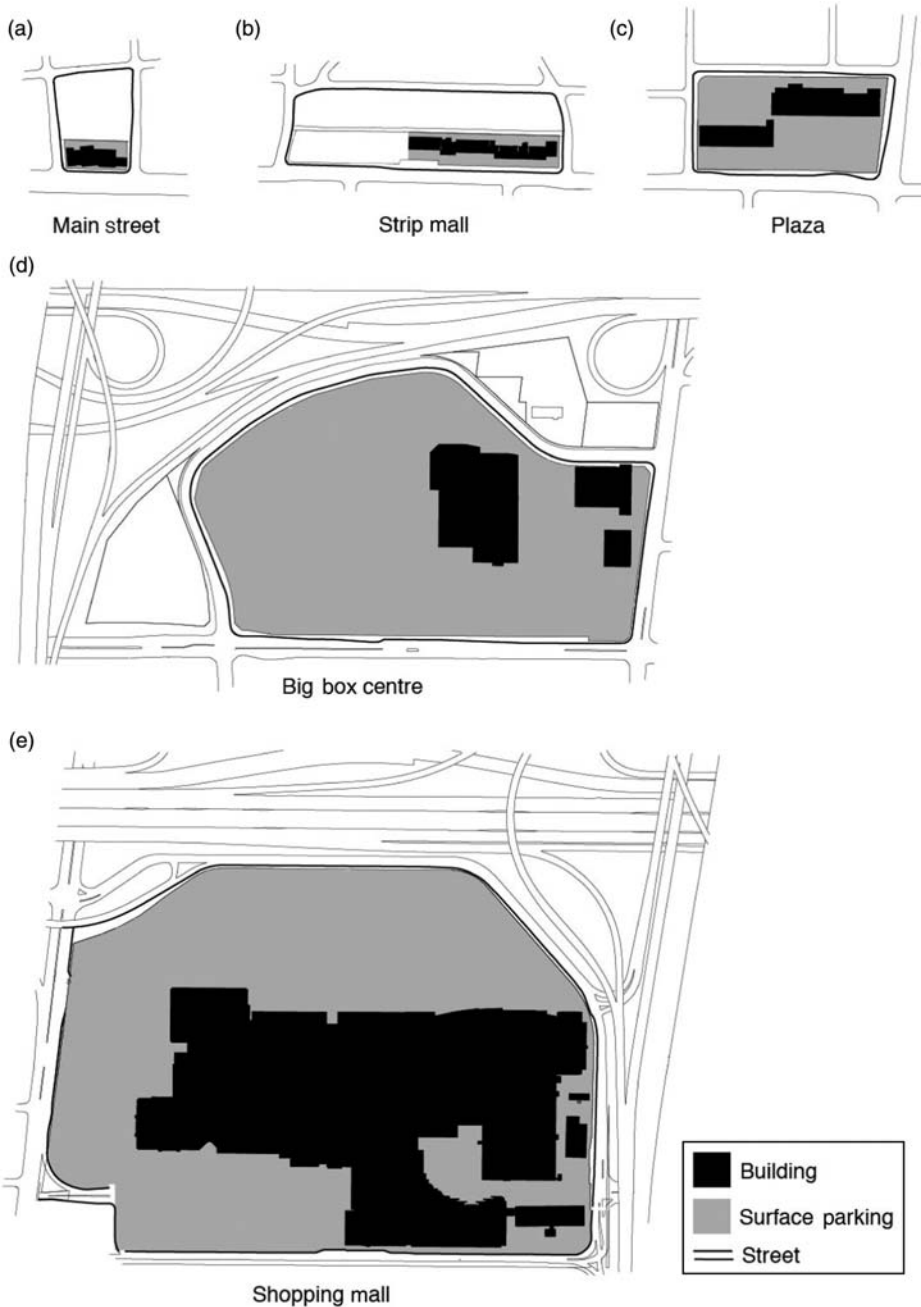 (a)
(b)
(c)
Main street
Strip mall
Plaza
(d)
Big box centre
(e)
Building
Surface parking
Street
Shopping mall